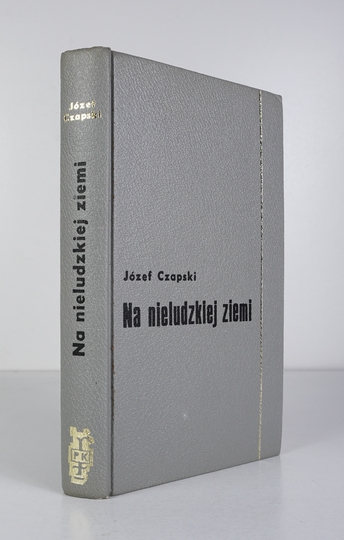 Józef
Czapski
Na nieludzkiej ziemi
Józef Czapski
Na nieludzkiej ziemi